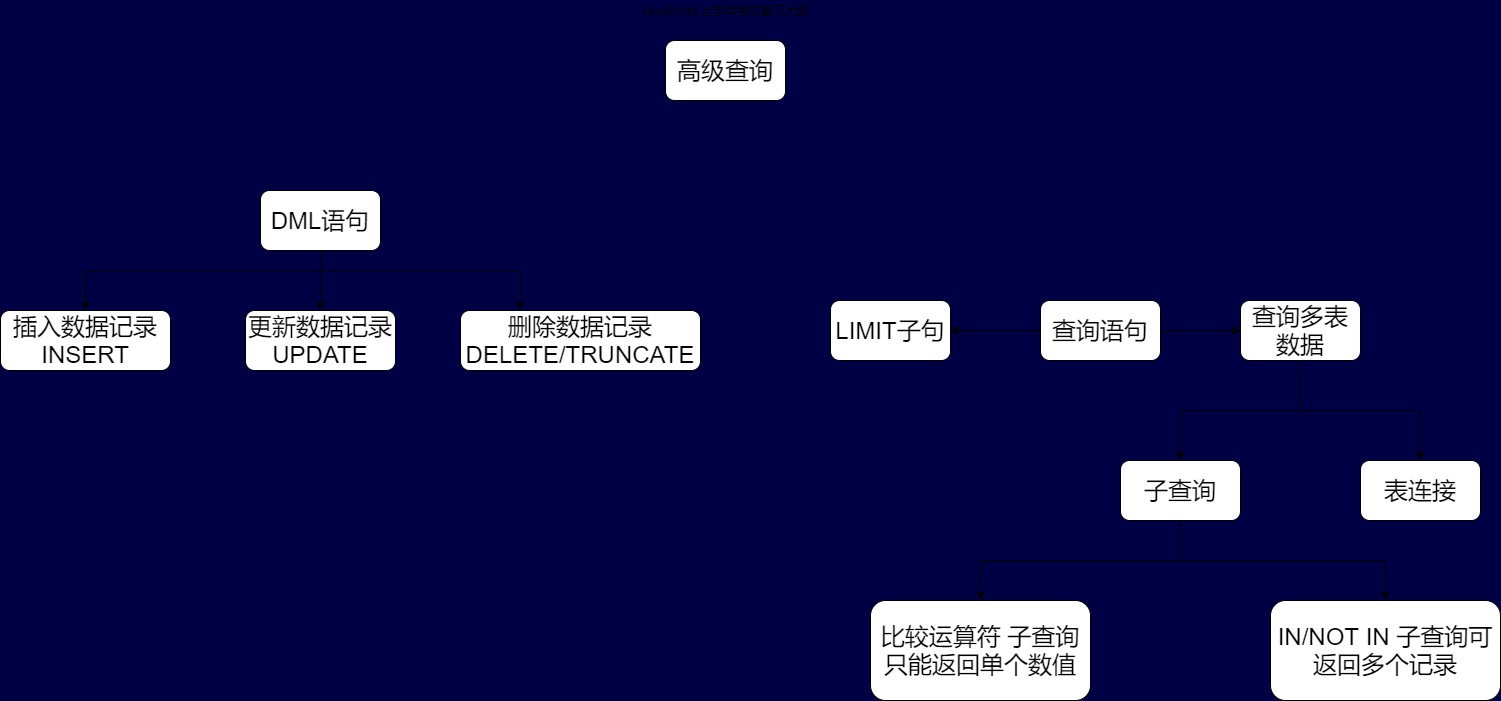 高级查询
DML语句
插入数据记录
INSERT
更新数据记录
UPDATE
删除数据记录
DELETE/TRUNCATE
LIMIT子句
查询语句
查询多表
数据
子查询
表连接
比较运算符 子查询
只能返回单个数值
IN/NOT IN 子查询可
返回多个记录